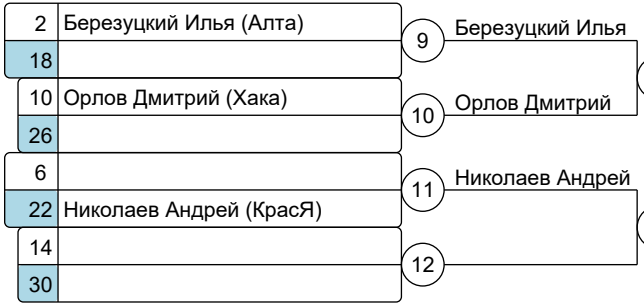 2 Березуцкий Илья (Алта)
9 Березуцкий Илья
18
10 Орлов Дмитрий (Хака)
10 Орлов Дмитрий
26
6
11 Николаев Андрей
22 Николаев Андрей (КрасЯ)
14
12
30